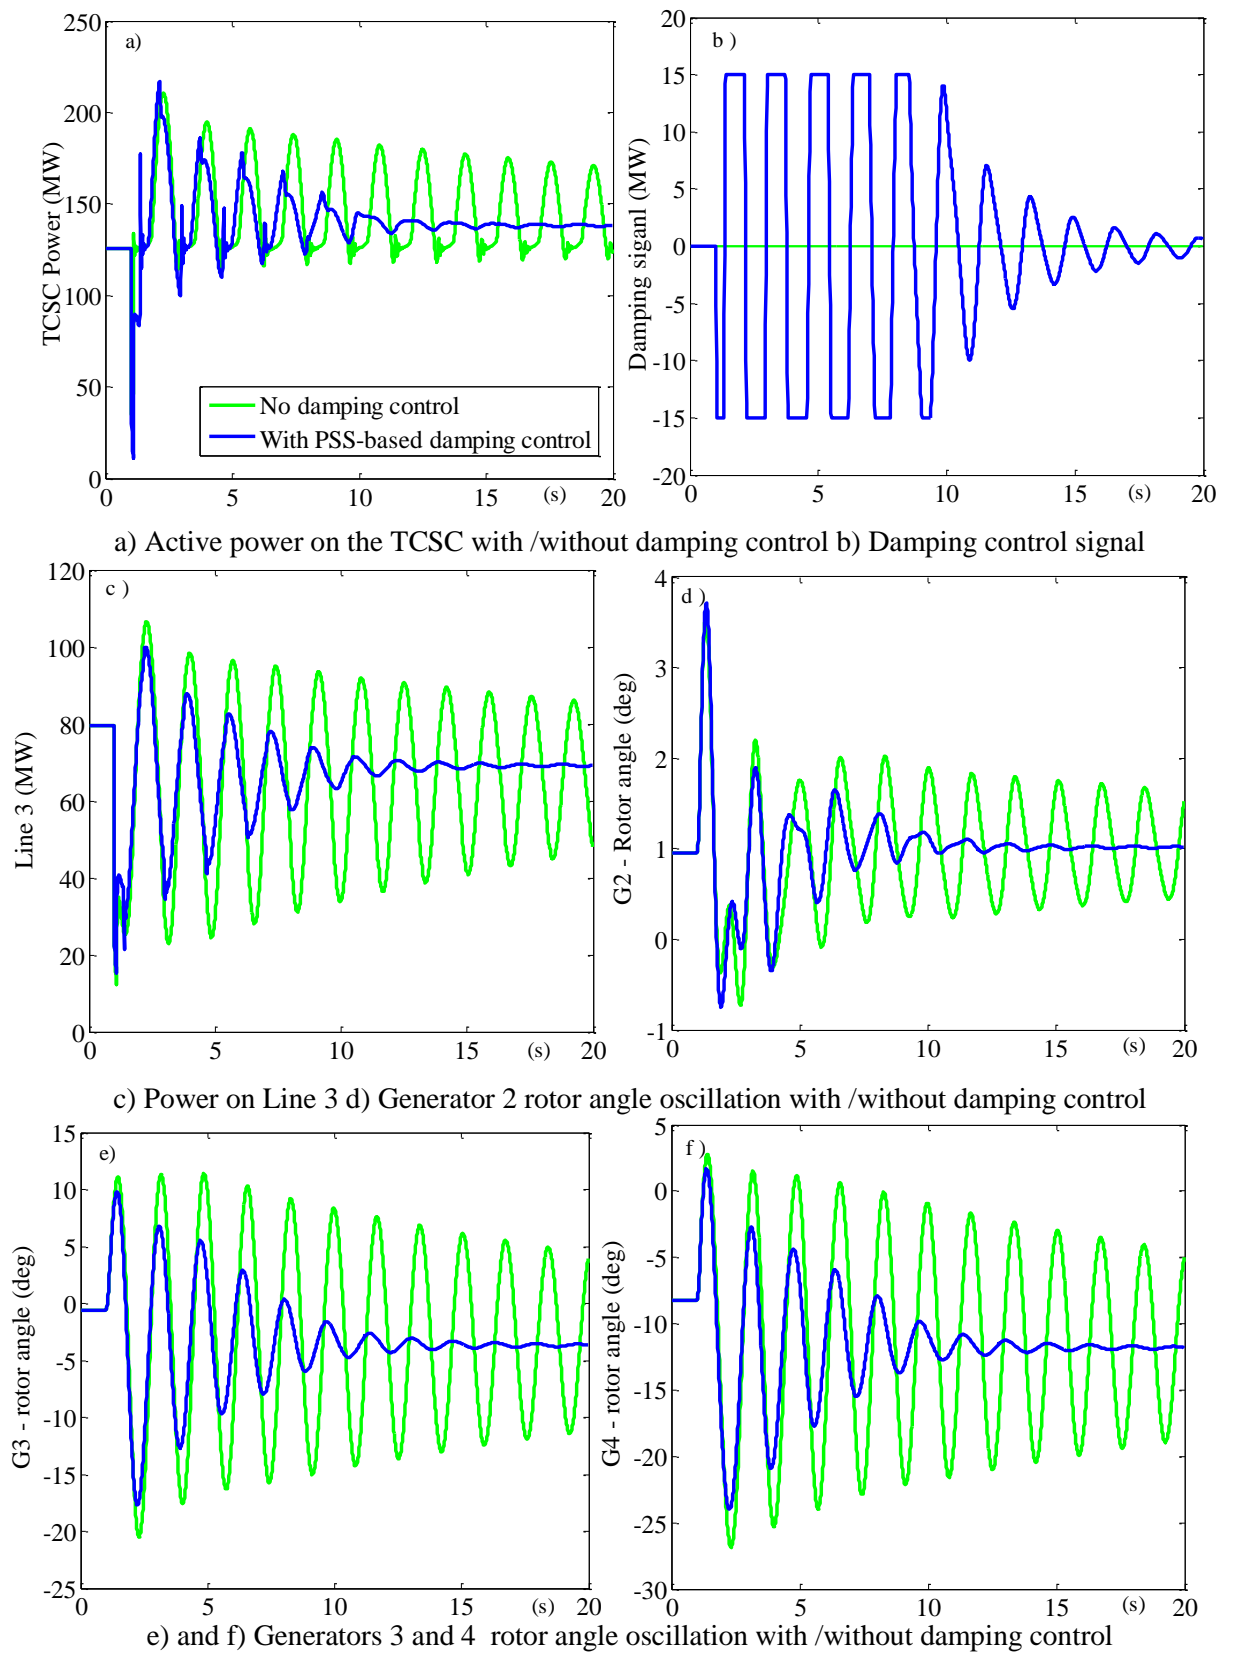 a)
TCSC Power (MW)
250
200
150
100
50
0
0 5 10 15 (s) 20
No damping control
With PSS-based damping control
b )
Damping siganl (MW)
20
15
10
5
0
-5
-10
-15
-20
0 5 10 (s) 15 20
a) Active power on the TCSC with /without damping control b) Damping control signal
c )
Line 3 (MW)
120
100
80
60
40
20
0
0 5 10 15 (s) 20
d )
G2 - Rotor angle (deg)
4
3
2
1
0
-1
0 5 10 15 (s) 20
c) Power on Line 3 d) Generator 2 rotor angle oscillation with /without damping control
e)
G3 - rotor angle (deg)
15
10
5
0
-5
-10
-15
-20
-25
0 5 10 15 (s) 20
f )
G4 - rotor angle (deg)
5
0
-5
-10
-15
-20
-25
-30
0 5 10 15 (s) 20
e) and f) Generators 3 and 4 rotor angle oscillation with /without damping control